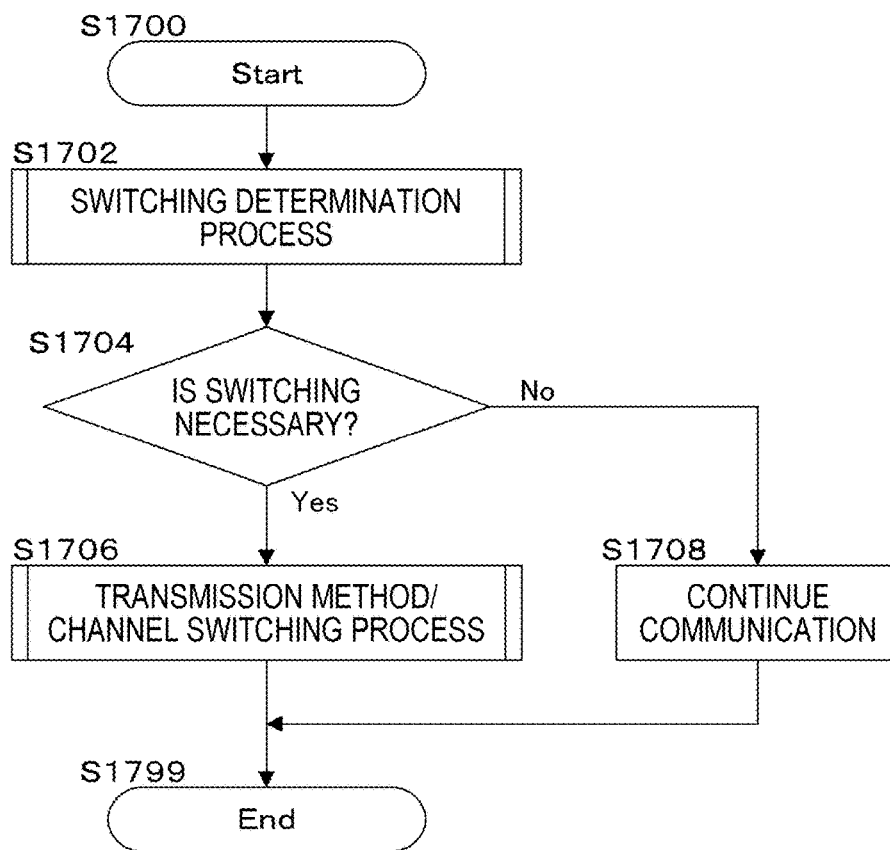 S1700
Start
S1702
SWITCHING DETERMINATION
PROCESS
S1704
IS SWITCHING
NECESSARY?
No
Yes
S1706
TRANSMISSION METHOD/
CHANNEL SWITCHING PROCESS
S1708
CONTINUE
COMMUNICATION
S1799
End